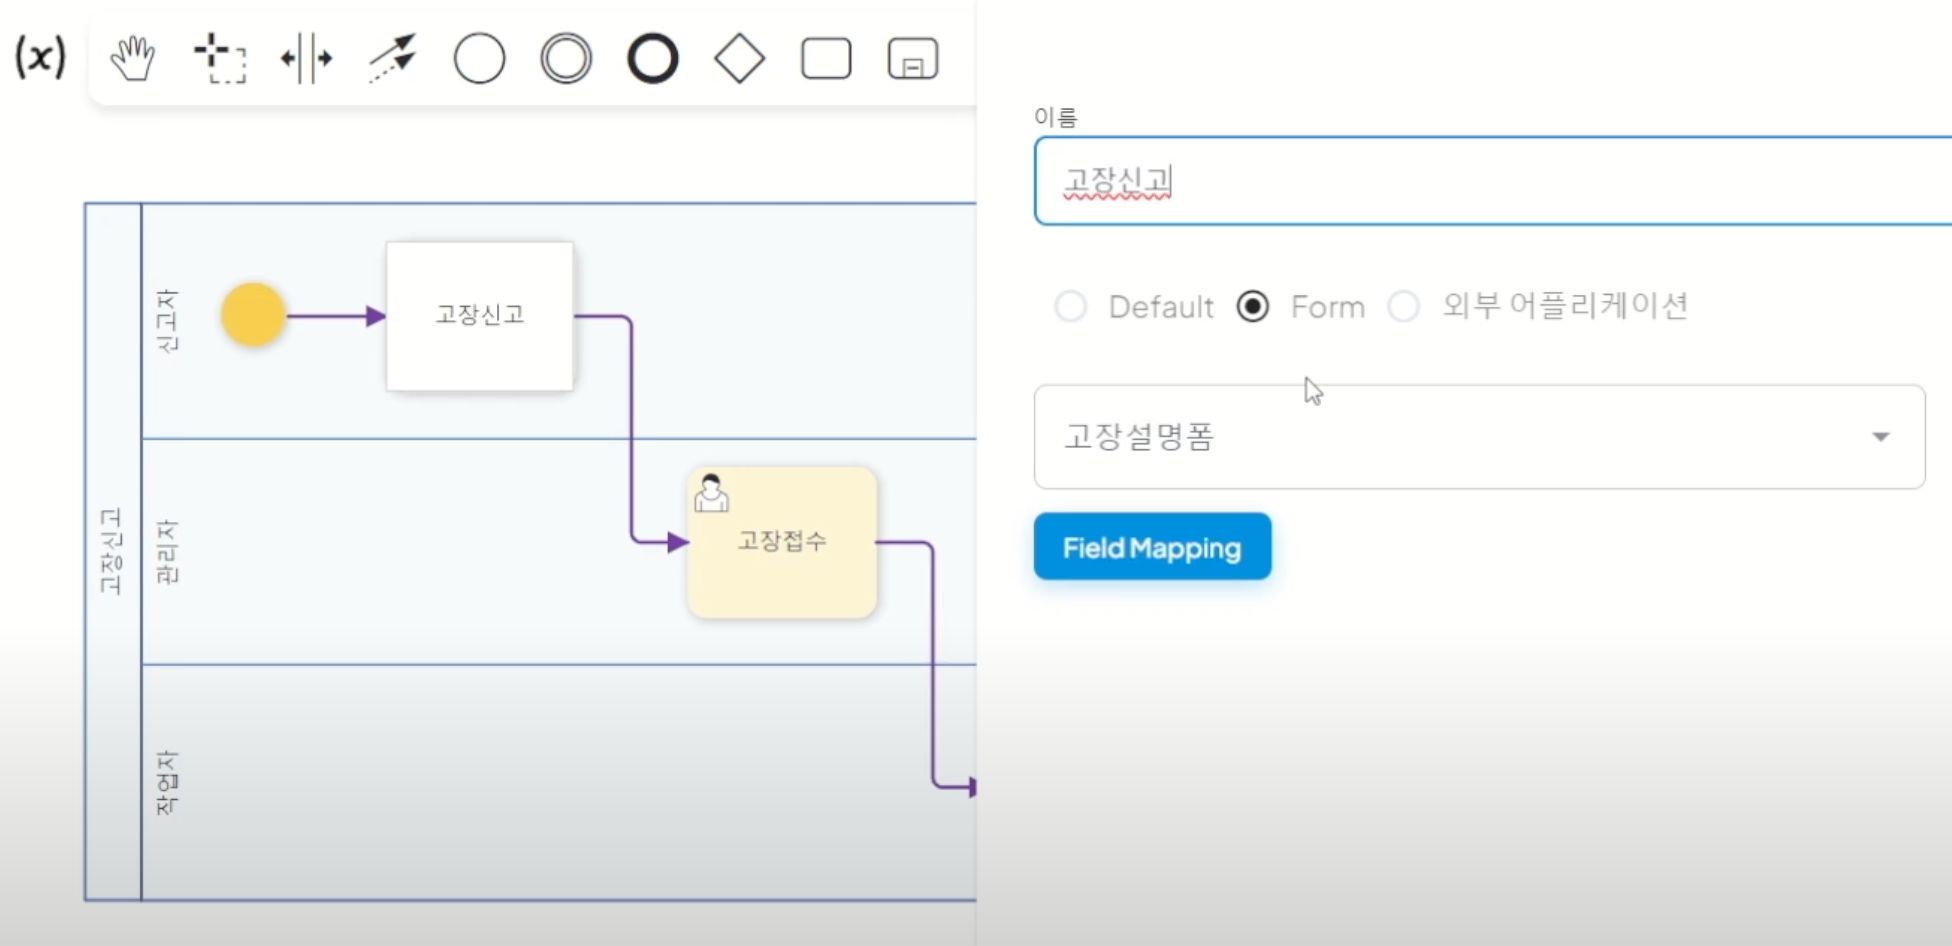 (x)
이름
고장신고
Default
Form
외부 어플리케이션
고장설명폼
Field Mapping
고장신고
신고자
고장신고
관리자
고장접수
작업자